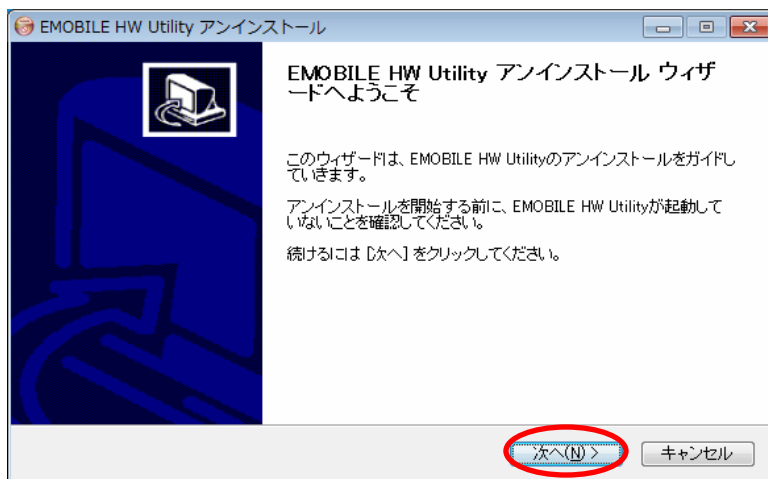 EMOBILE HW Utility アンインストール
EMOBILE HW Utility アンインストール ウィザ
ードへようこそ
このウィザードは、EMOBILE HW Utilityのアンインストールをガイドし
ていきます。
アンインストールを開始する前に、EMOBILE HW Utilityが起動して
いないことを確認してください。
続けるには [次へ] をクリックしてください。
次へ(N) >
キャンセル